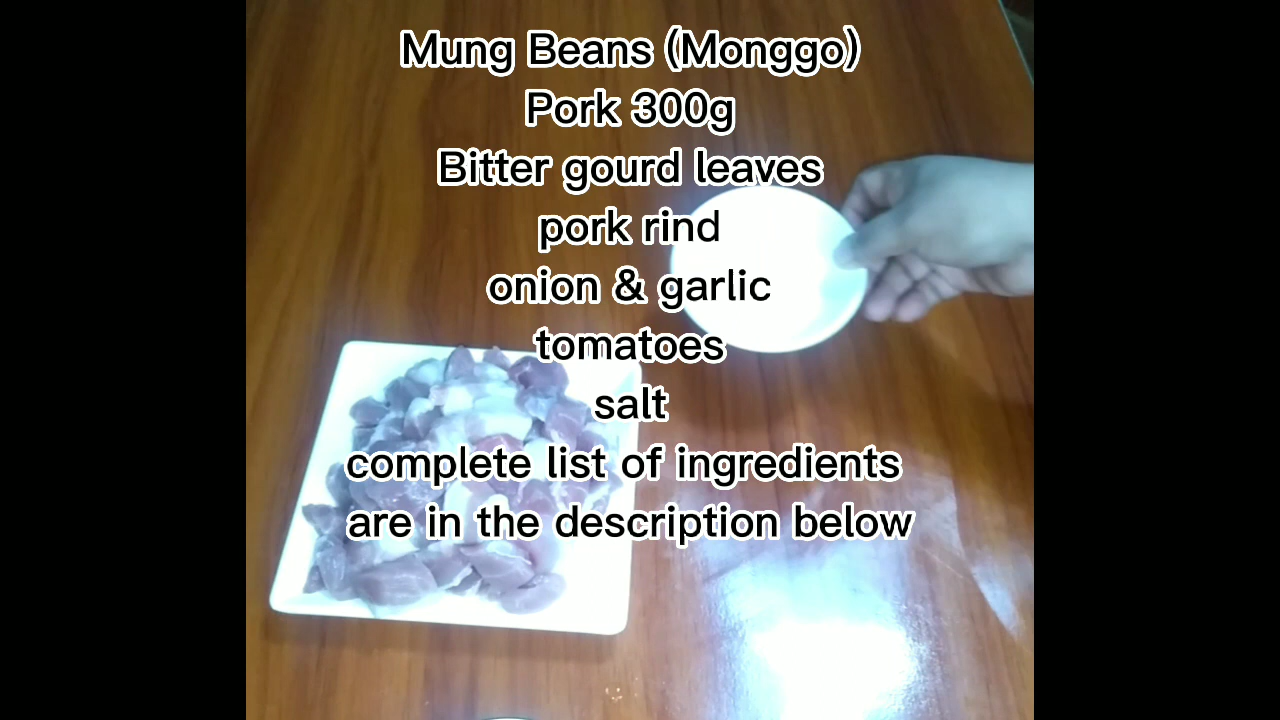 Mung Beans (Monggo)
Pork 300g
Bitter gourd leaves
pork rind
onion & garlic
tomatoes
salt
complete list of ingredients
are in the description below